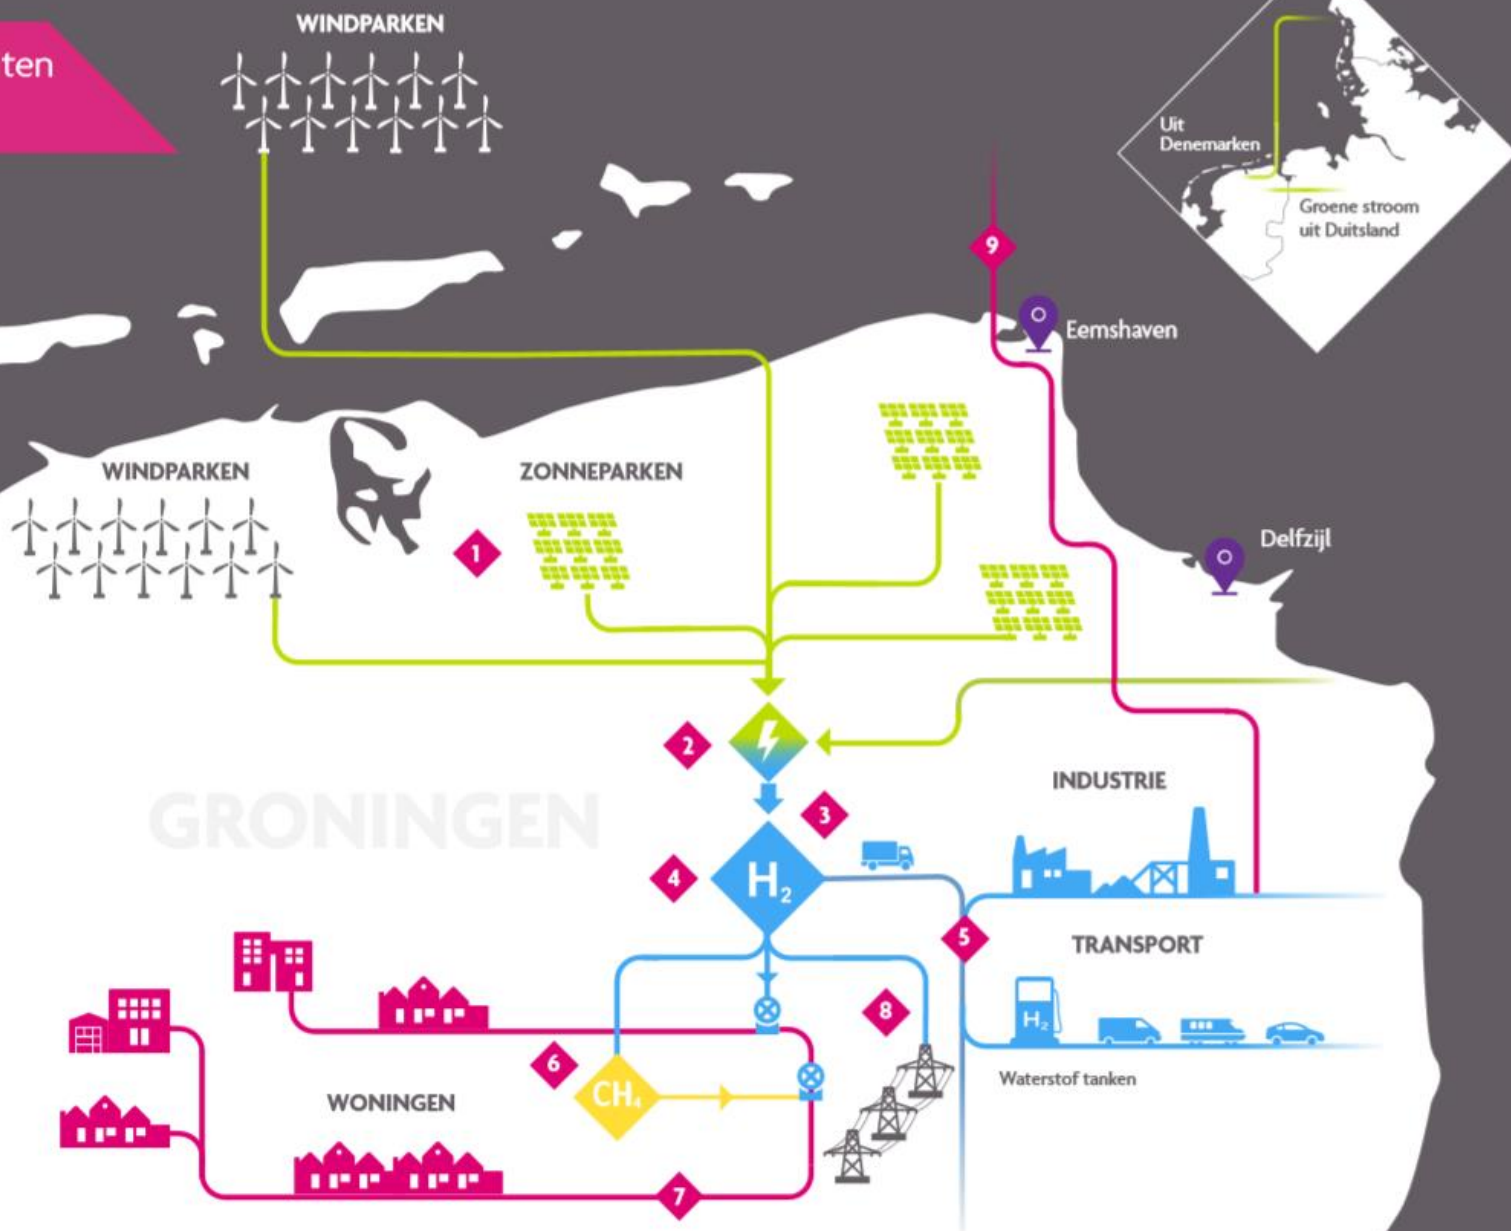 ten
WINDPARKEN
Uit
Denemarken
Groene stroom
uit Duitsland
9
Eemshaven
WINDPARKEN
ZONNEPARKEN
1
Delfzijl
2
INDUSTRIE
3
GRONINGEN
4
H₂
5
TRANSPORT
8
H₂
6
CH₄
Waterstof tanken
WONINGEN
7